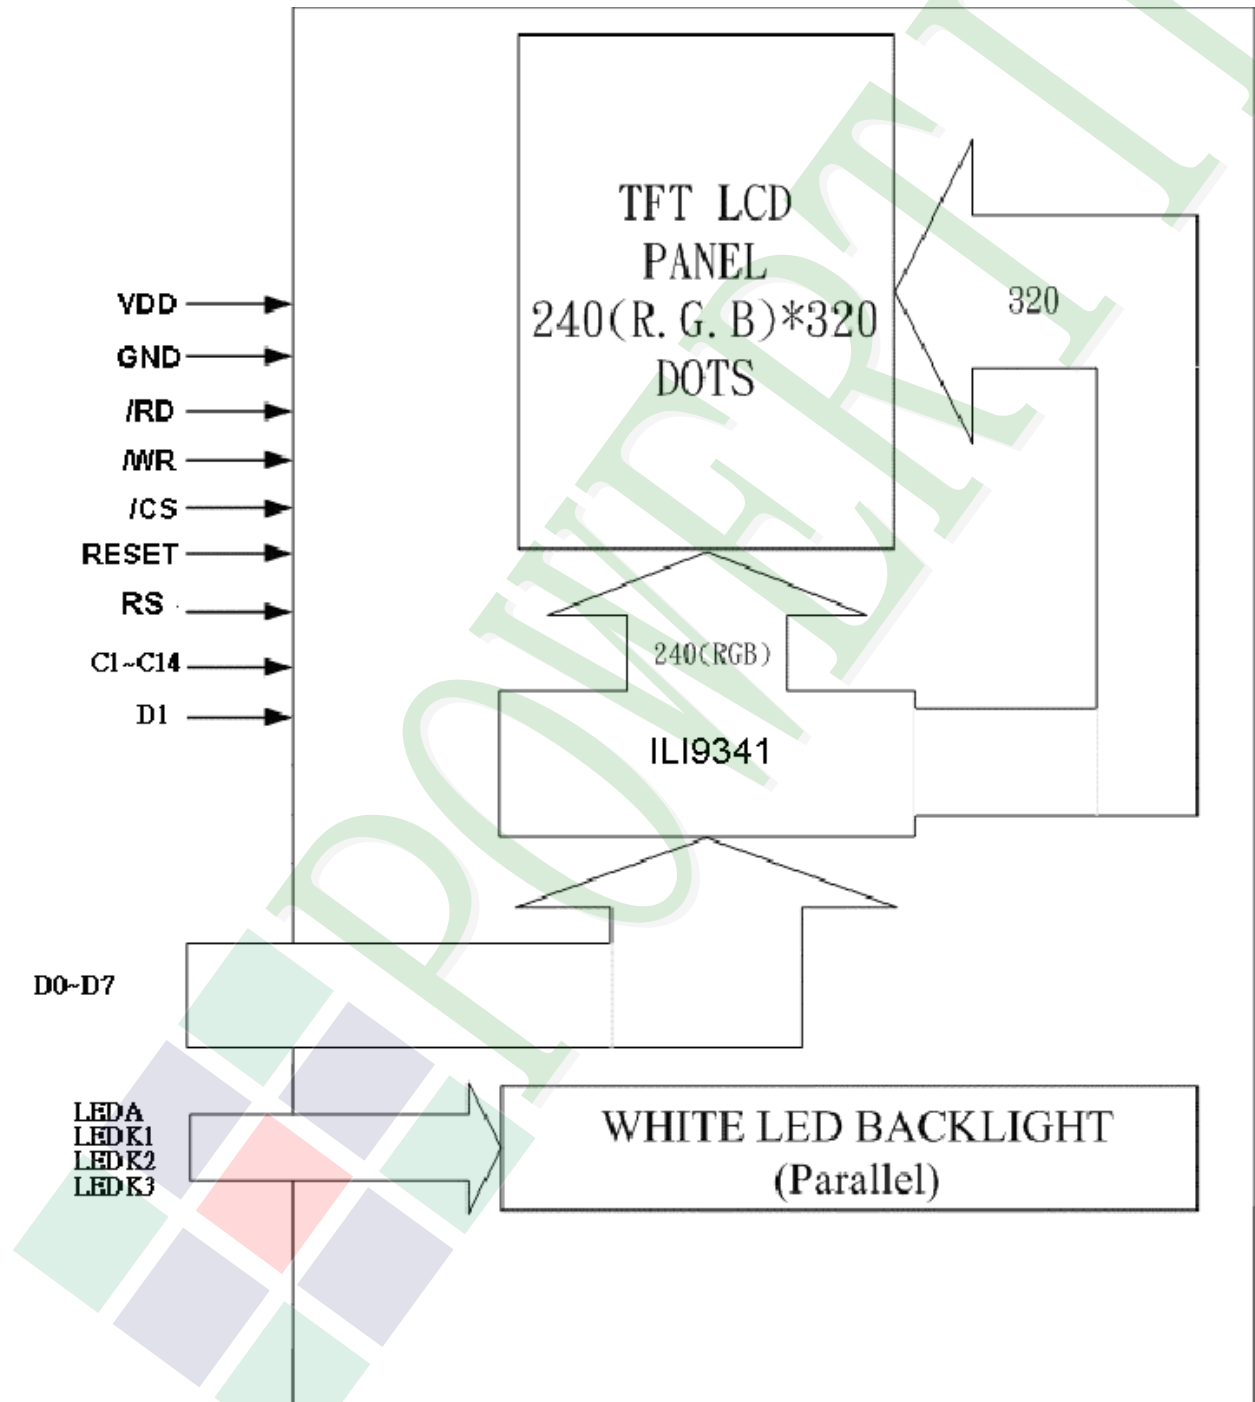 TFT LCD
PANEL
240(R.G.B)*320
DOTS
320
VDD
GND
/RD
/WR
/CS
RESET
RS
C1~C14
D1
240(RGB)
ILI9341
D0~D7
LEDA
LEDK1
LEDK2
LEDK3
WHITE LED BACKLIGHT
(Parallel)
POWERTI